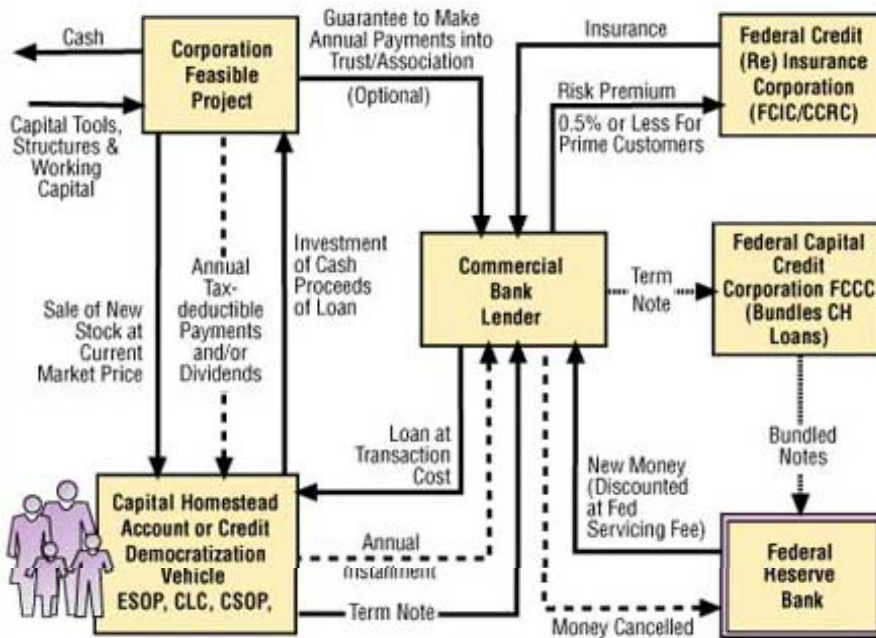 Cash
Capital Tools,
Structures &
Working
Capital
Corporation
Feasible
Project
Guarantee to Make
Annual Payments into
Trust/Association
(Optional)
Insurance
Risk Premium
0.5% or Less For
Prime Customers
Federal Credit
(Re) Insurance
Corporation
(FCIC/CCRC)
Sale of New
Stock at
Current
Market Price
Annual
Tax-
deductible
Payments
and/or
Dividends
Investment
of Cash
Proceeds
of Loan
Commercial
Bank
Lender
Term
Note
Federal Capital
Credit
Corporation FCCC
(Bundles CH
Loans)
Loan at
Transaction
Cost
New Money
(Discounted
at Fed
Servicing Fee)
Bundled
Notes
Capital Homestead
Account or Credit
Democratization
Vehicle
ESOP, CLC, CSOP,
Annual
Installment
Term Note
Money Cancelled
Federal
Reserve
Bank